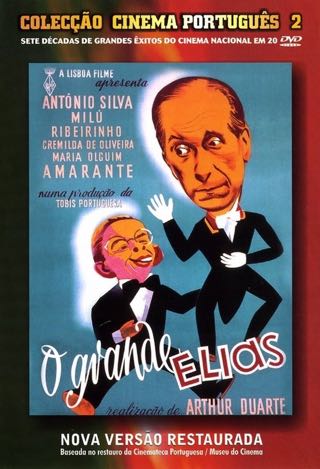 COLECÇÃO CINEMA PORTUGUÊS 2
SETE DÉCADAS DE GRANDES ÊXITOS DO CINEMA NACIONAL EM 20 DVD
A LISBOA FILME
apresenta
ANTÓNIO SILVA
MILÚ
RIBEIRINHO
CREMILDA DE OLIVEIRA
MARIA OLGUIM
AMARANTE
numa produção da
TOBIS PORTUGUESA
O grande ELIAS
realização de ARTHUR DUARTE
NOVA VERSÃO RESTAURADA
Baseada no restauro da Cinemateca Portuguesa / Museu do Cinema